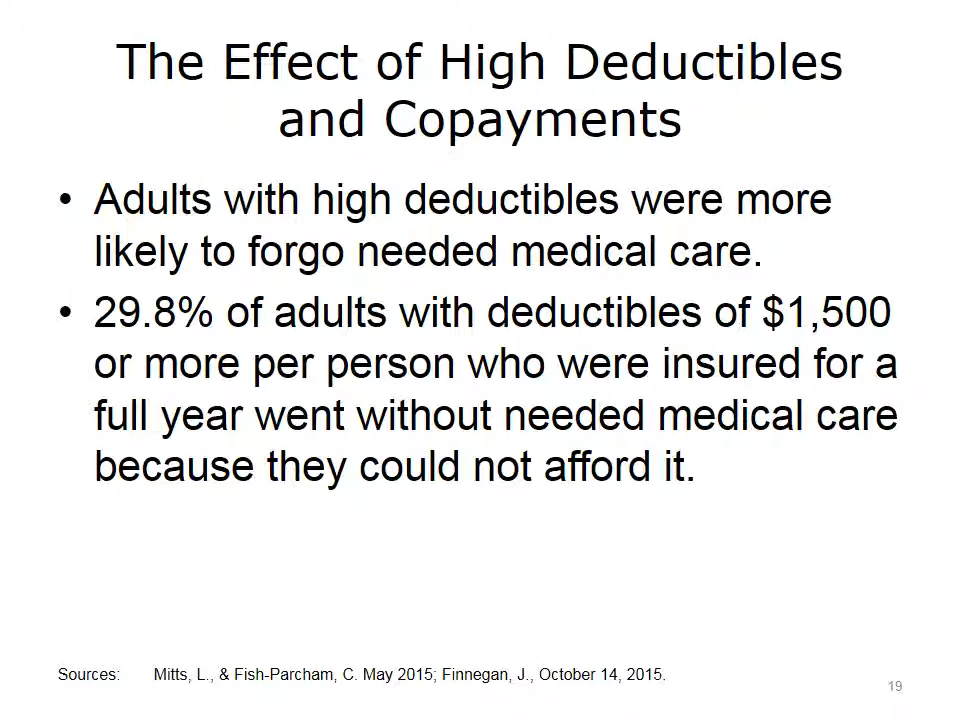 The Effect of High Deductibles
and Copayments
• Adults with high deductibles were more
likely to forgo needed medical care.
• 29.8% of adults with deductibles of $1,500
or more per person who were insured for a
full year went without needed medical care
because they could not afford it.
Sources: Mitts, L., & Fish-Parcham, C. May 2015; Finnegan, J., October 14, 2015.
19